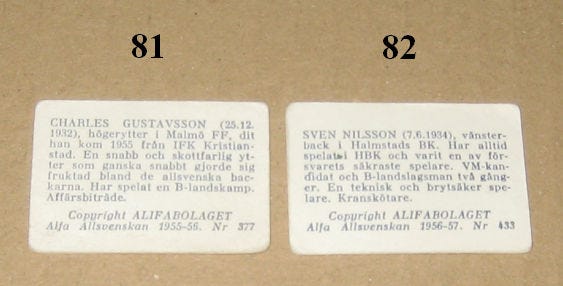 81
82
CHARLES GUSTAVSSON (25.12.
1932), högerytter i Malmö FF, dit
han kom 1955 från IFK Kristian-
stad. En snabb och skottfarlig yt-
ter som ganska snabbt gjorde sig
fruktad bland de allsvenska bac-
karna. Har spelat en B-landskamp.
Affärsbiträde.
Copyright ALIFABOLAGET
Alfa Allsvenskan 1955-56. Nr 377
SVEN NILSSON (7.6.1934), vänster-
back i Halmstads BK. Har alltid
spelat i HBK och varit en av för-
svarets säkraste spelare. VM-kan-
didat och B-landslagsman två gång-
er. En teknisk och brytsäker spe-
lare. Kranskötare.
Copyright ALIFABOLAGET
Alfa Allsvenskan 1956-57. Nr 433